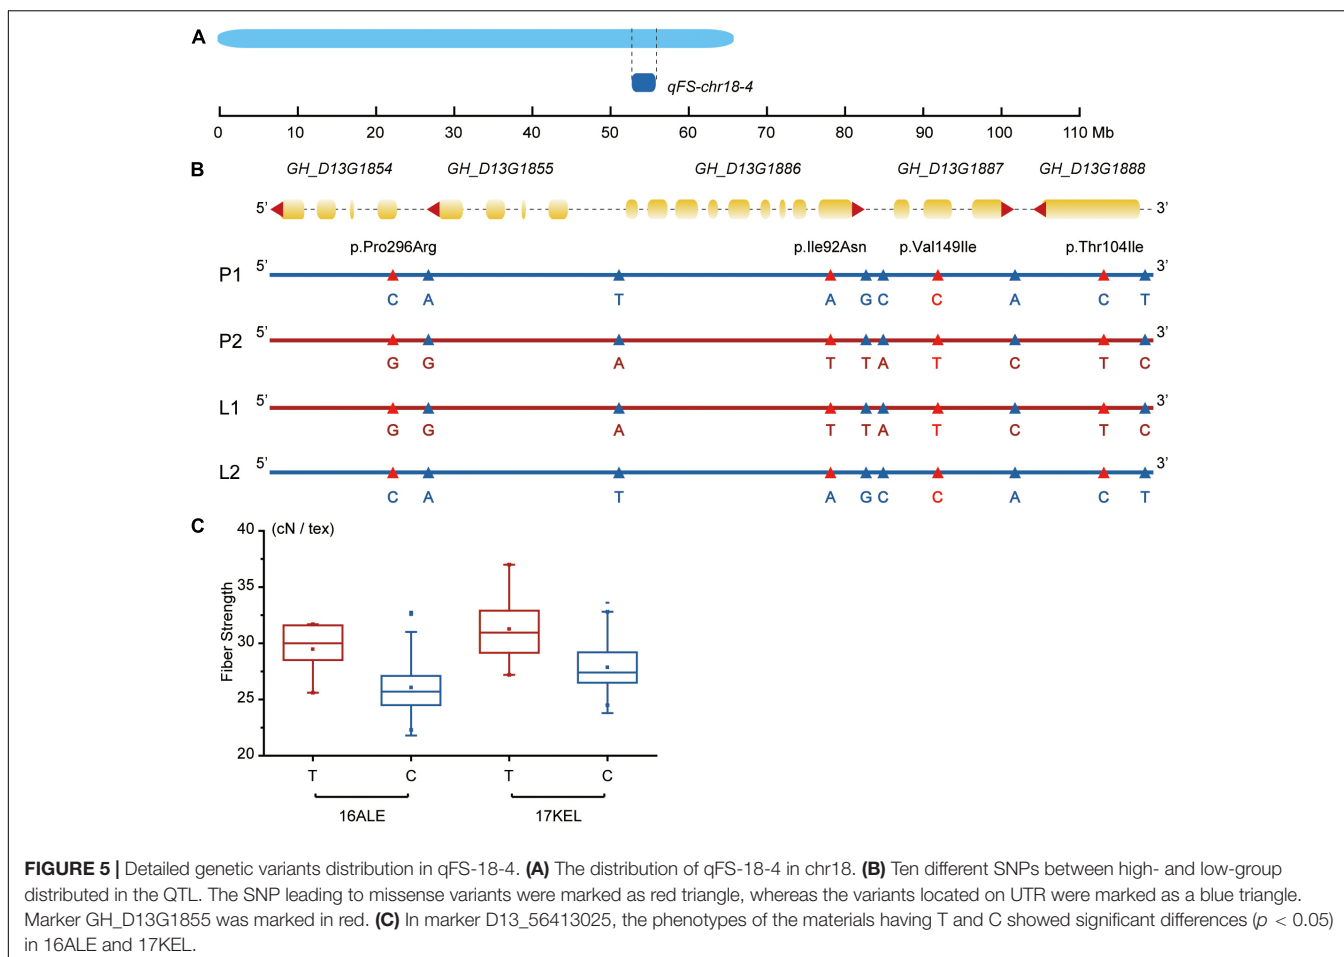 A
qFS-chr18-4
0 10 20 30 40 50 60 70 80 90 100 110 Mb
B
GH_D13G1854 GH_D13G1855 GH_D13G1886 GH_D13G1887 GH_D13G1888
5’ 3’
p.Pro296Arg p.Ile92Asn p.Val149Ile p.Thr104Ile
P1 5’ 3’
C A T A G C C A C T
P2 5’ 3’
G G A T T A T C T C
L1 5’ 3’
G G A T T A T C T C
L2 5’ 3’
C A T A G C C A C T
C
(cN / tex)
Fiber Strength
40
35
30
25
20
T C T C
16ALE 17KEL
FIGURE 5 | Detailed genetic variants distribution in qFS-18-4. (A) The distribution of qFS-18-4 in chr18. (B) Ten different SNPs between high- and low-group
distributed in the QTL. The SNP leading to missense variants were marked as red triangle, whereas the variants located on UTR were marked as a blue triangle.
Marker GH_D13G1855 was marked in red. (C) In marker D13_56413025, the phenotypes of the materials having T and C showed significant differences (p < 0.05)
in 16ALE and 17KEL.